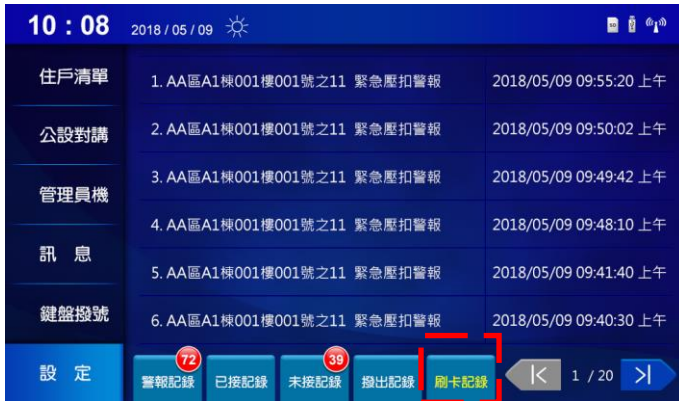 10 : 08 2018 / 05 / 09
住戶清單
公設對講
管理員機
訊 息
鍵盤撥號
設 定
1. AA區A1棟001樓001號之11 緊急壓扣警報 2018/05/09 09:55:20 上午
2. AA區A1棟001樓001號之11 緊急壓扣警報 2018/05/09 09:50:02 上午
3. AA區A1棟001樓001號之11 緊急壓扣警報 2018/05/09 09:49:42 上午
4. AA區A1棟001樓001號之11 緊急壓扣警報 2018/05/09 09:48:10 上午
5. AA區A1棟001樓001號之11 緊急壓扣警報 2018/05/09 09:41:40 上午
6. AA區A1棟001樓001號之11 緊急壓扣警報 2018/05/09 09:40:30 上午
72 39
警報記錄 已接記錄 未接記錄 撥出記錄 刷卡記錄 1 / 20